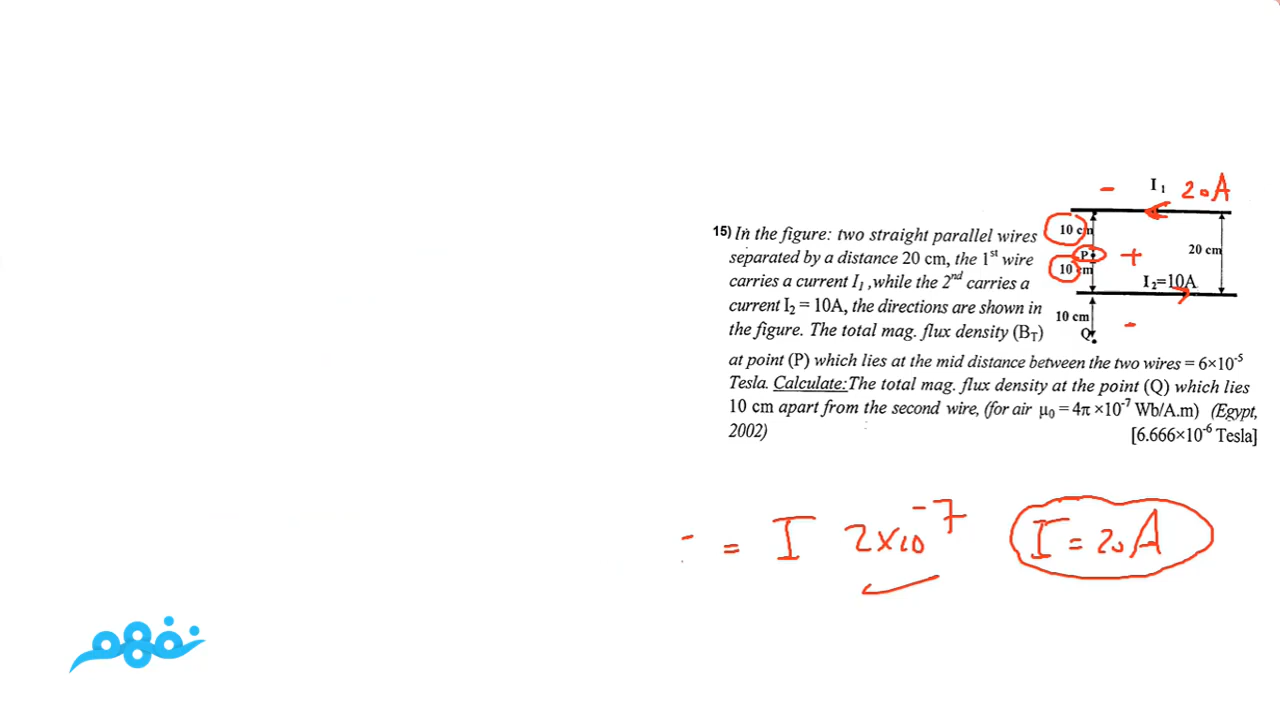 - I₁ 20A
10 cm
P +
10 cm
20 cm
I₂=10A
10 cm
Q -
15) In the figure: two straight parallel wires
separated by a distance 20 cm, the 1st wire
carries a current I₁ ,while the 2nd carries a
current I₂ = 10A, the directions are shown in
the figure. The total mag. flux density (B_T)
at point (P) which lies at the mid distance between the two wires = 6×10⁻⁵
Tesla. Calculate: The total mag. flux density at the point (Q) which lies
10 cm apart from the second wire, (for air μ₀ = 4π ×10⁻⁷ Wb/A.m) (Egypt,
2002) [6.666×10⁻⁶ Tesla]
- = I 2×10⁻⁷ I = 20A
نفهم